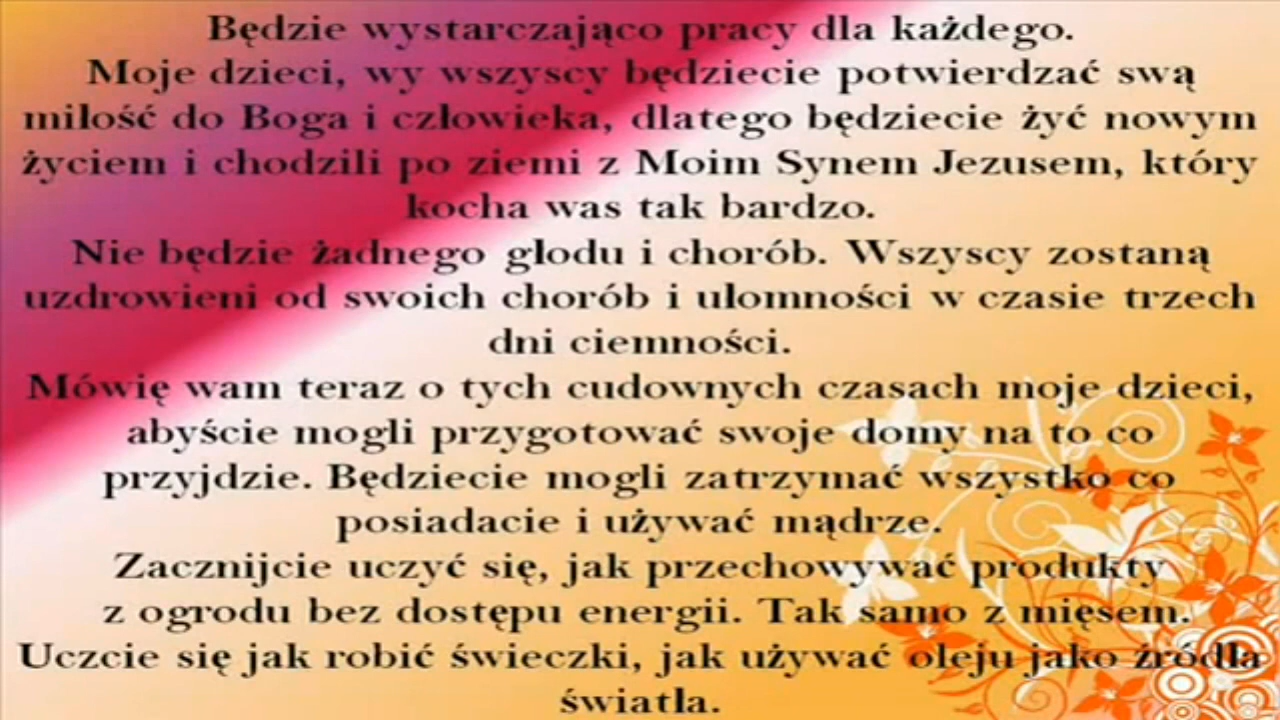 Będzie wystarczająco pracy dla każdego.
Moje dzieci, wy wszyscy będziecie potwierdzać swą
miłość do Boga i człowieka, dlatego będziecie żyć nowym
życiem i chodzili po ziemi z Moim Synem Jezusem, który
kocha was tak bardzo.
Nie będzie żadnego głodu i chorób. Wszyscy zostaną
uzdrowieni od swoich chorób i ułomności w czasie trzech
dni ciemności.
Mówię wam teraz o tych cudownych czasach moje dzieci,
abyście mogli przygotować swoje domy na to co
przyjdzie. Będziecie mogli zatrzymać wszystko co
posiadacie i używać mądrze.
Zacznijcie uczyć się, jak przechowywać produkty
z ogrodu bez dostępu energii. Tak samo z mięsem.
Uczcie się jak robić świeczki, jak używać oleju jako źródła
światła.